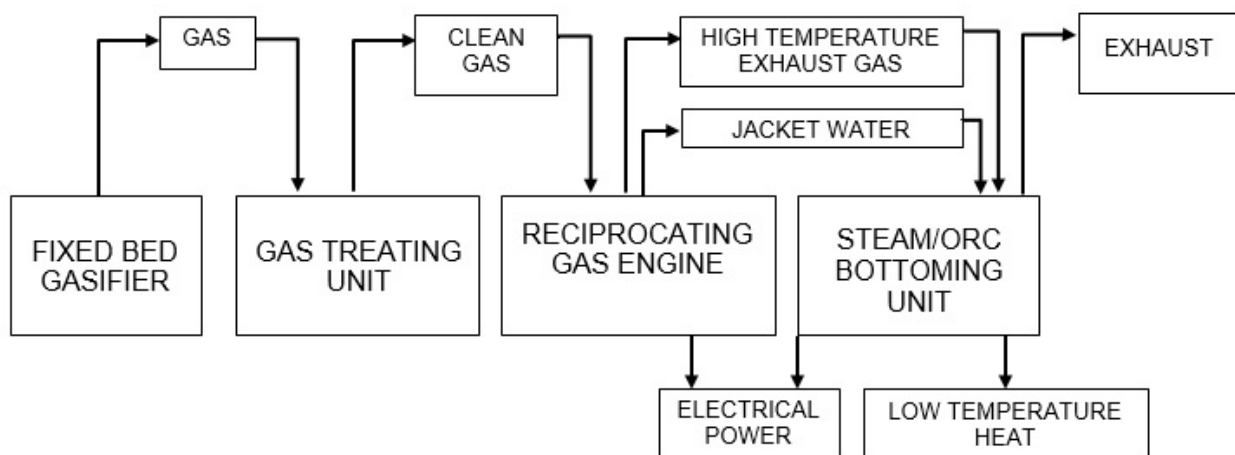 GAS
CLEAN
GAS
HIGH TEMPERATURE
EXHAUST GAS
EXHAUST
JACKET WATER
FIXED BED
GASIFIER
GAS TREATING
UNIT
RECIPROCATING
GAS ENGINE
STEAM/ORC
BOTTOMING
UNIT
ELECTRICAL
POWER
LOW TEMPERATURE
HEAT